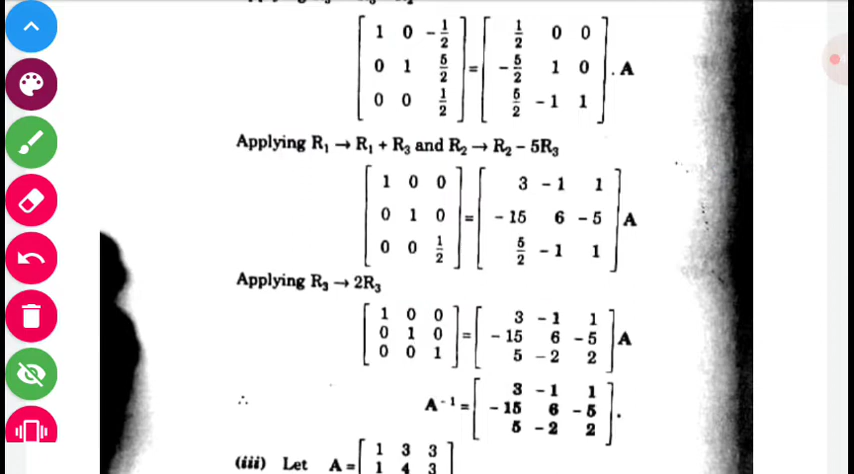 [ 1 0 -1/2 ; 0 1 5/2 ; 0 0 1/2 ] = [ 1/2 0 0 ; -5/2 1 0 ; 5/2 -1 1 ] . A
Applying R₁ → R₁ + R₃ and R₂ → R₂ – 5R₃
[ 1 0 0 ; 0 1 0 ; 0 0 1/2 ] = [ 3 -1 1 ; -15 6 -5 ; 5/2 -1 1 ] A
Applying R₃ → 2R₃
[ 1 0 0 ; 0 1 0 ; 0 0 1 ] = [ 3 -1 1 ; -15 6 -5 ; 5 -2 2 ] A
∴ A⁻¹ = [ 3 -1 1 ; -15 6 -5 ; 5 -2 2 ] .
(iii) Let A = [ 1 3 3 ; 1 4 3 ]